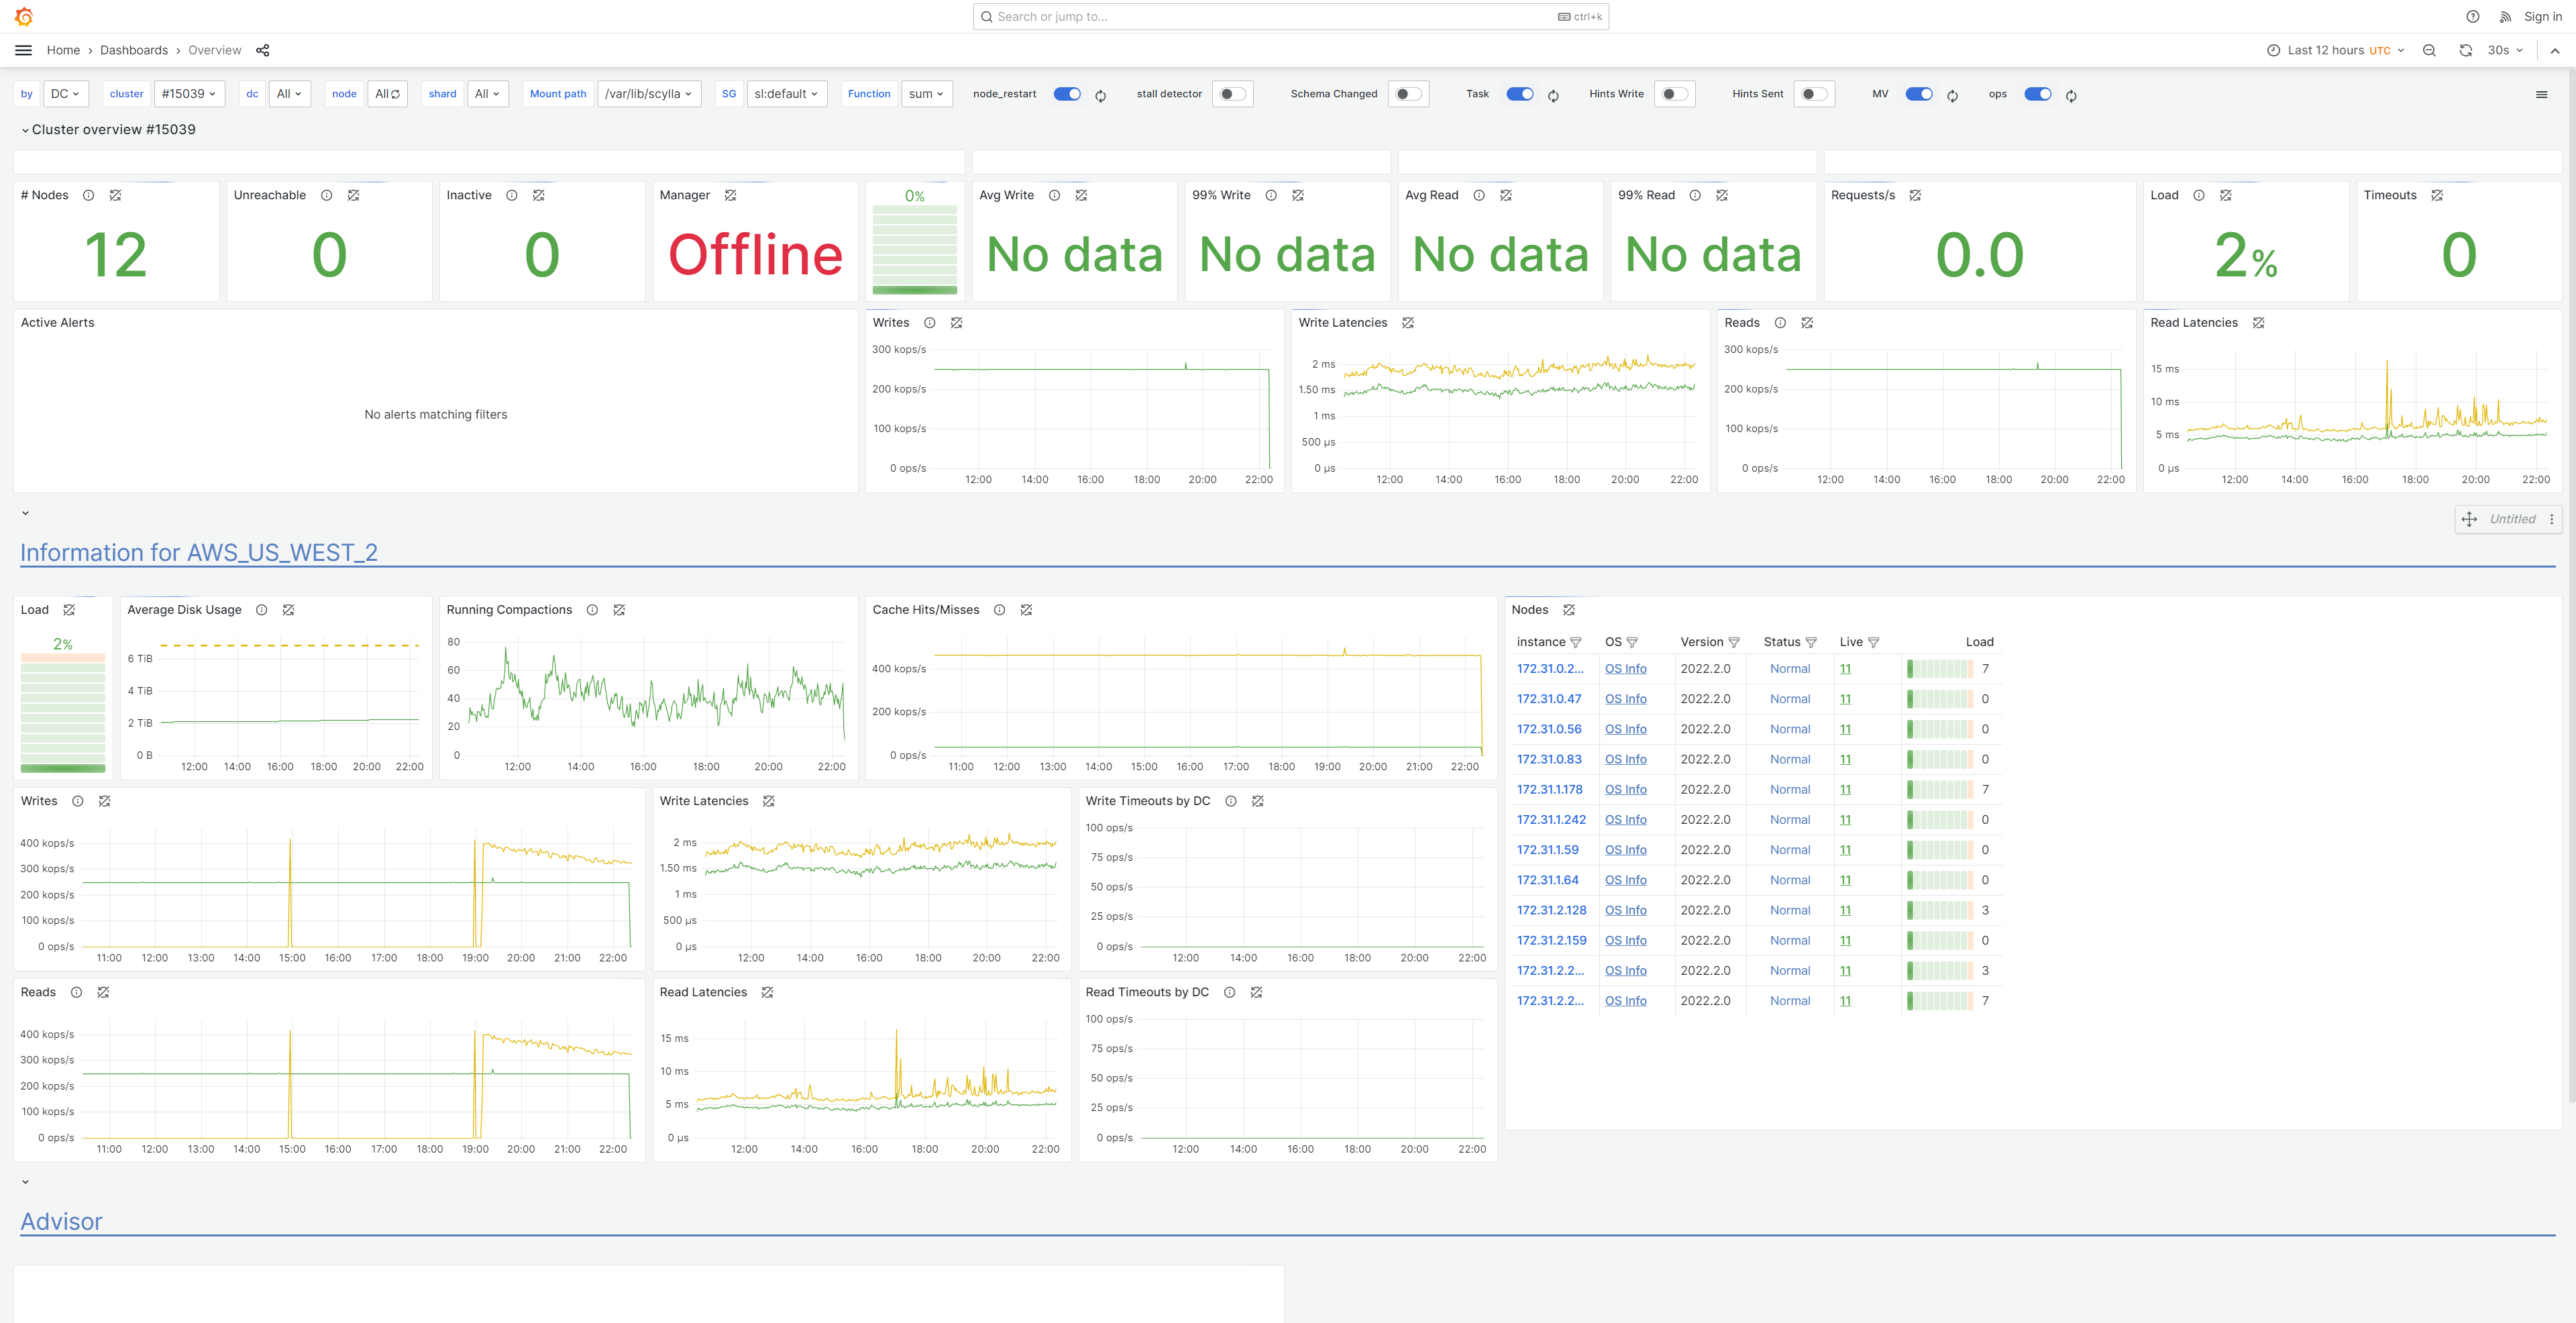 Search or jump to...
ctrl+k
Sign in
Home › Dashboards › Overview
Last 12 hours UTC
30s
by DC cluster #15039 dc All node All shard All Mount path /var/lib/scylla SG sl:default Function sum node_restart stall detector Schema Changed Task Hints Write Hints Sent MV ops
Cluster overview #15039
# Nodes
12
Unreachable
0
Inactive
0
Manager
Offline
0%
Avg Write
No data
99% Write
No data
Avg Read
No data
99% Read
No data
Requests/s
0.0
Load
2%
Timeouts
0
Active Alerts
No alerts matching filters
Writes
300 kops/s
200 kops/s
100 kops/s
0 ops/s
12:00 14:00 16:00 18:00 20:00 22:00
Write Latencies
2 ms
1.50 ms
1 ms
500 µs
0 µs
12:00 14:00 16:00 18:00 20:00 22:00
Reads
300 kops/s
200 kops/s
100 kops/s
0 ops/s
12:00 14:00 16:00 18:00 20:00 22:00
Read Latencies
15 ms
10 ms
5 ms
0 µs
12:00 14:00 16:00 18:00 20:00 22:00
Untitled
Information for AWS_US_WEST_2
Load
2%
Average Disk Usage
6 TiB
4 TiB
2 TiB
0 B
12:00 14:00 16:00 18:00 20:00 22:00
Running Compactions
80
60
40
20
0
12:00 14:00 16:00 18:00 20:00 22:00
Cache Hits/Misses
400 kops/s
200 kops/s
0 ops/s
11:00 12:00 13:00 14:00 15:00 16:00 17:00 18:00 19:00 20:00 21:00 22:00
Nodes
instance OS Version Status Live Load
172.31.0.2... OS Info 2022.2.0 Normal 11 7
172.31.0.47 OS Info 2022.2.0 Normal 11 0
172.31.0.56 OS Info 2022.2.0 Normal 11 0
172.31.0.83 OS Info 2022.2.0 Normal 11 0
172.31.1.178 OS Info 2022.2.0 Normal 11 7
172.31.1.242 OS Info 2022.2.0 Normal 11 0
172.31.1.59 OS Info 2022.2.0 Normal 11 0
172.31.1.64 OS Info 2022.2.0 Normal 11 0
172.31.2.128 OS Info 2022.2.0 Normal 11 3
172.31.2.159 OS Info 2022.2.0 Normal 11 0
172.31.2.2... OS Info 2022.2.0 Normal 11 3
172.31.2.2... OS Info 2022.2.0 Normal 11 7
Writes
400 kops/s
300 kops/s
200 kops/s
100 kops/s
0 ops/s
11:00 12:00 13:00 14:00 15:00 16:00 17:00 18:00 19:00 20:00 21:00 22:00
Write Latencies
2 ms
1.50 ms
1 ms
500 µs
0 µs
12:00 14:00 16:00 18:00 20:00 22:00
Write Timeouts by DC
100 ops/s
75 ops/s
50 ops/s
25 ops/s
0 ops/s
12:00 14:00 16:00 18:00 20:00 22:00
Reads
400 kops/s
300 kops/s
200 kops/s
100 kops/s
0 ops/s
11:00 12:00 13:00 14:00 15:00 16:00 17:00 18:00 19:00 20:00 21:00 22:00
Read Latencies
15 ms
10 ms
5 ms
0 µs
12:00 14:00 16:00 18:00 20:00 22:00
Read Timeouts by DC
100 ops/s
75 ops/s
50 ops/s
25 ops/s
0 ops/s
12:00 14:00 16:00 18:00 20:00 22:00
Advisor